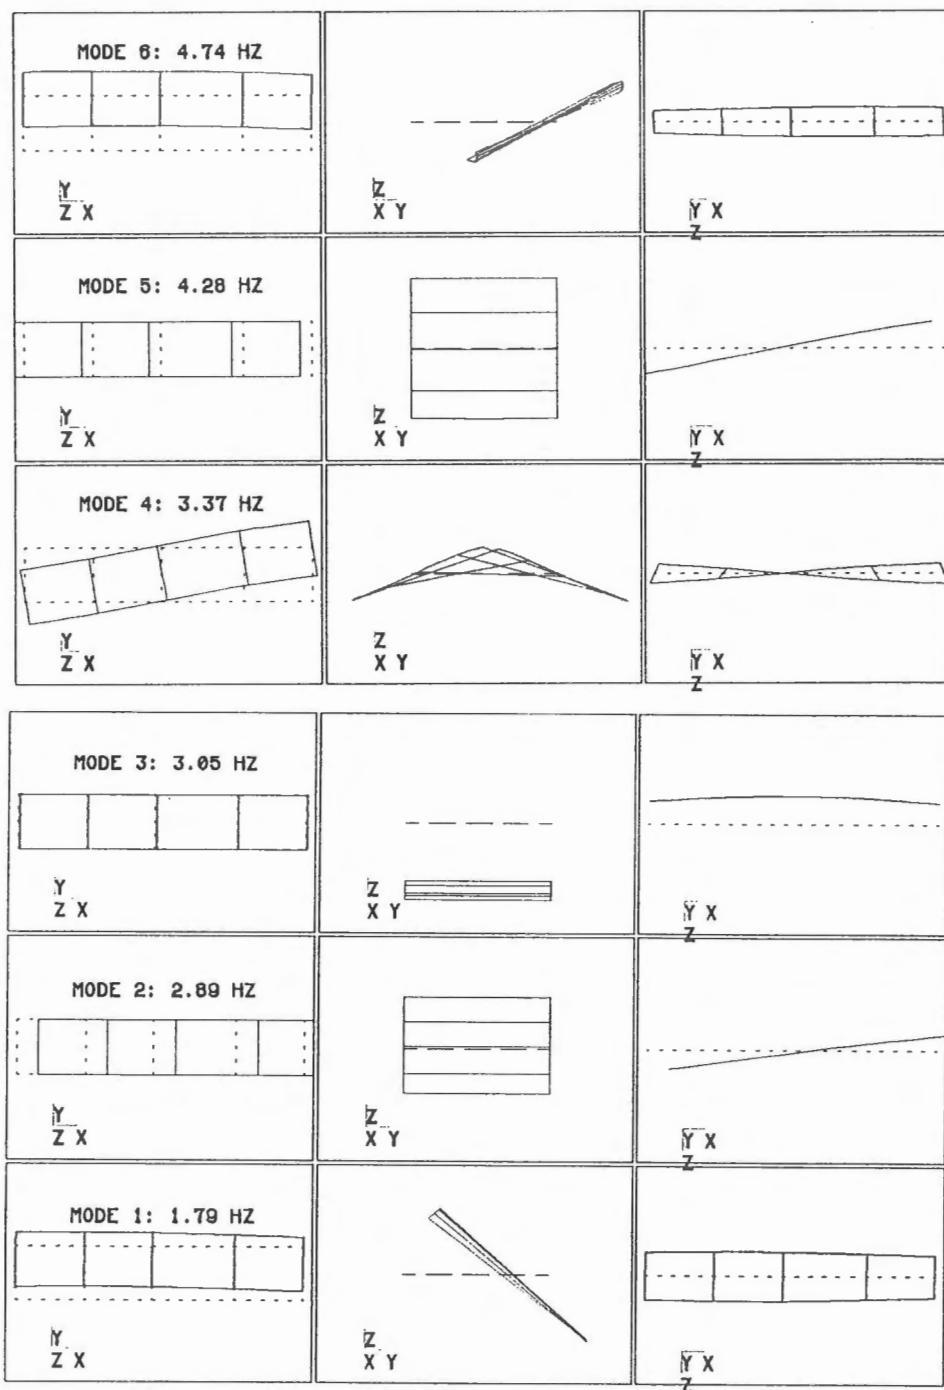 MODE 6: 4.74 HZ
Y
Z X
Z
X Y
Y X
Z
MODE 5: 4.28 HZ
Y
Z X
Z
X Y
Y X
Z
MODE 4: 3.37 HZ
Y
Z X
Z
X Y
Y X
Z
MODE 3: 3.05 HZ
Y
Z X
Z
X Y
Y X
Z
MODE 2: 2.89 HZ
Y
Z X
Z
X Y
Y X
Z
MODE 1: 1.79 HZ
Y
Z X
Z
X Y
Y X
Z